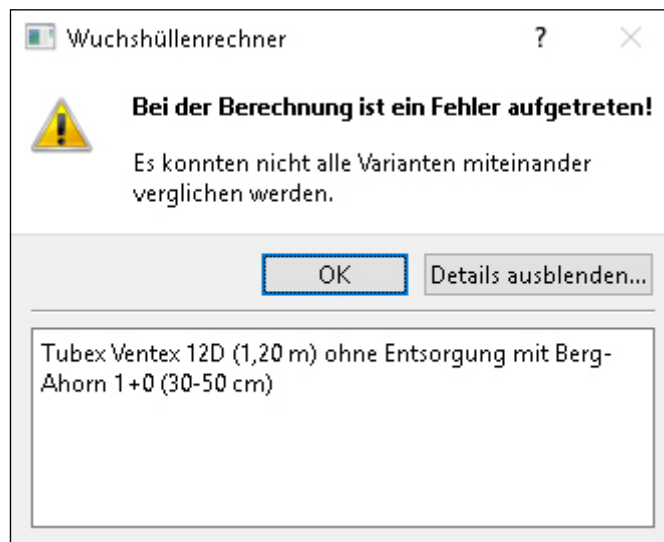 Wuchshüllenrechner ?
Bei der Berechnung ist ein Fehler aufgetreten!
Es konnten nicht alle Varianten miteinander
verglichen werden.
OK Details ausblenden...
Tubex Ventex 12D (1,20 m) ohne Entsorgung mit Berg-
Ahorn 1+0 (30-50 cm)